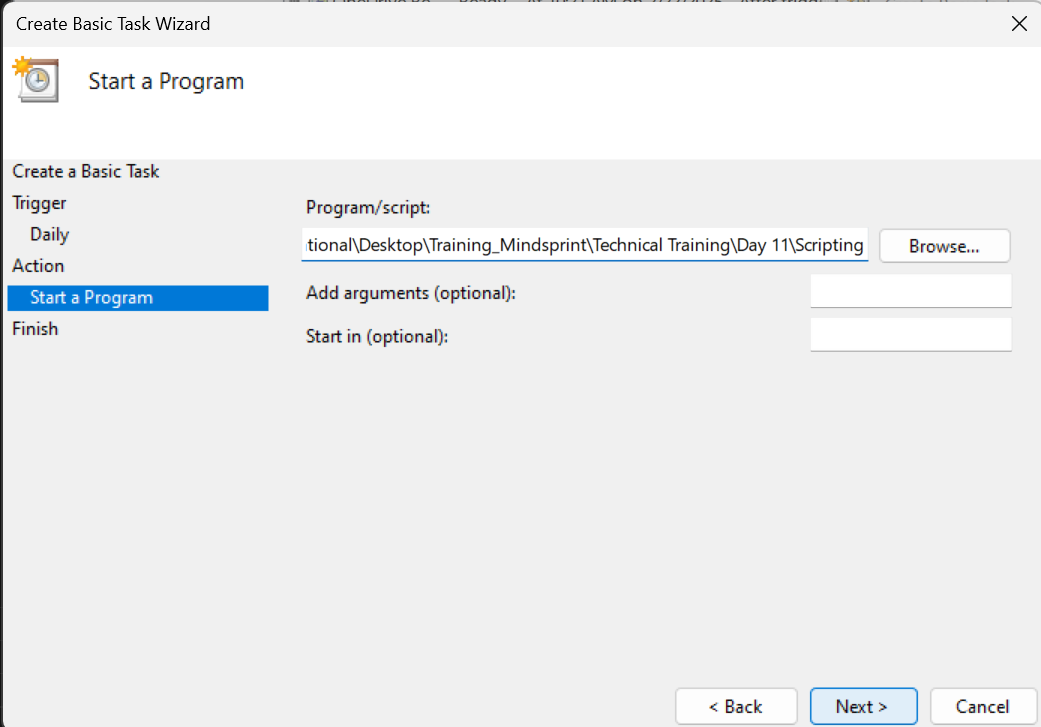 Create Basic Task Wizard
Start a Program
Create a Basic Task
Trigger
Daily
Action
Start a Program
Finish
Program/script:
tional\Desktop\Training_Mindsprint\Technical Training\Day 11\Scripting
Browse...
Add arguments (optional):
Start in (optional):
< Back
Next >
Cancel